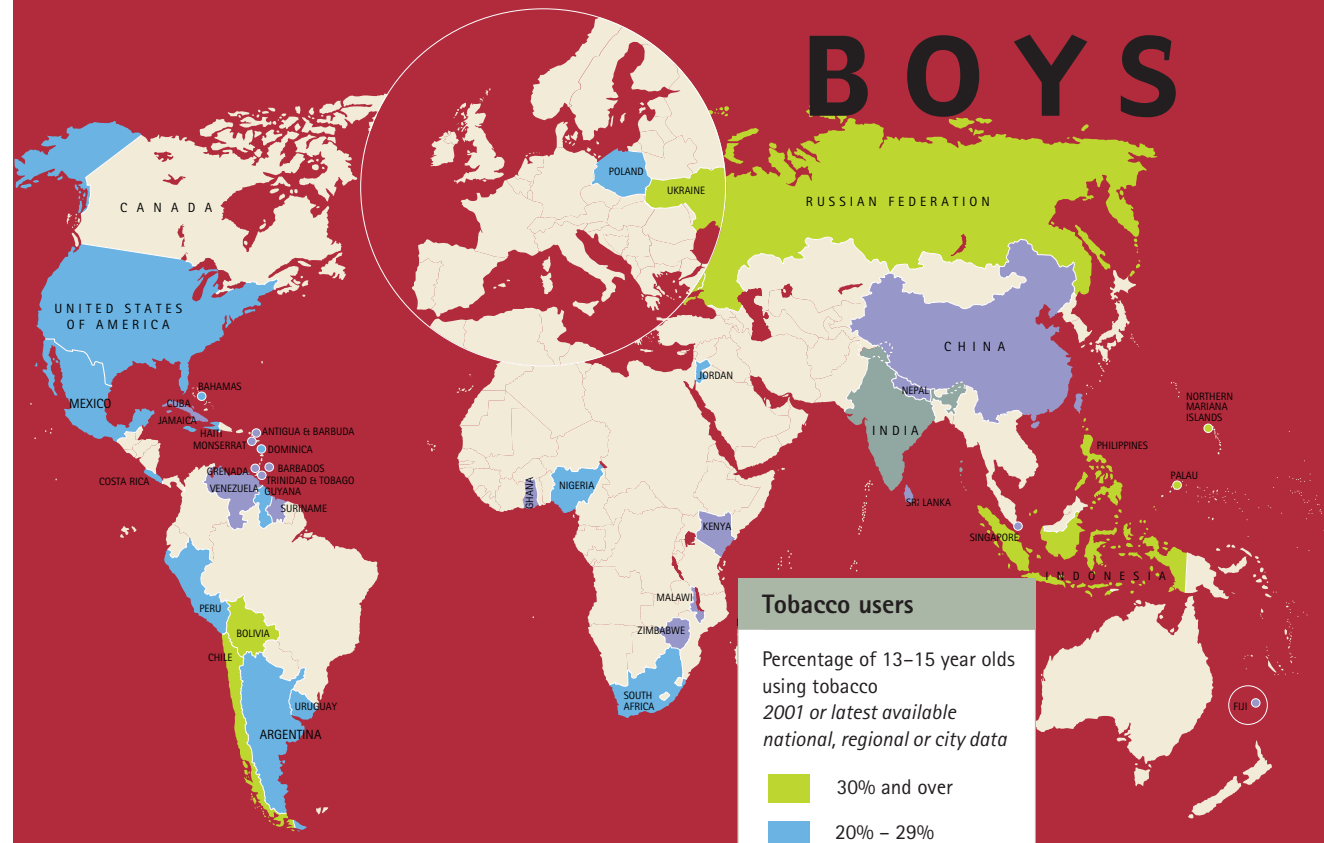 BOYS
POLAND
UKRAINE
CANADA
RUSSIAN FEDERATION
UNITED STATES
OF AMERICA
CHINA
JORDAN
BAHAMAS
NEPAL
NORTHERN
MARIANA
ISLANDS
MEXICO
CUBA
JAMAICA
HAITI
ANTIGUA & BARBUDA
INDIA
MONSERRAT
PHILIPPINES
DOMINICA
GRENADA
BARBADOS
COSTA RICA
TRINIDAD & TOBAGO
PALAU
VENEZUELA
GUYANA
GHANA
NIGERIA
SURINAME
SRI LANKA
KENYA
SINGAPORE
INDONESIA
MALAWI
PERU
ZIMBABWE
BOLIVIA
CHILE
SOUTH
AFRICA
URUGUAY
FIJI
ARGENTINA
Tobacco users
Percentage of 13–15 year olds
using tobacco
2001 or latest available
national, regional or city data
30% and over
20% – 29%